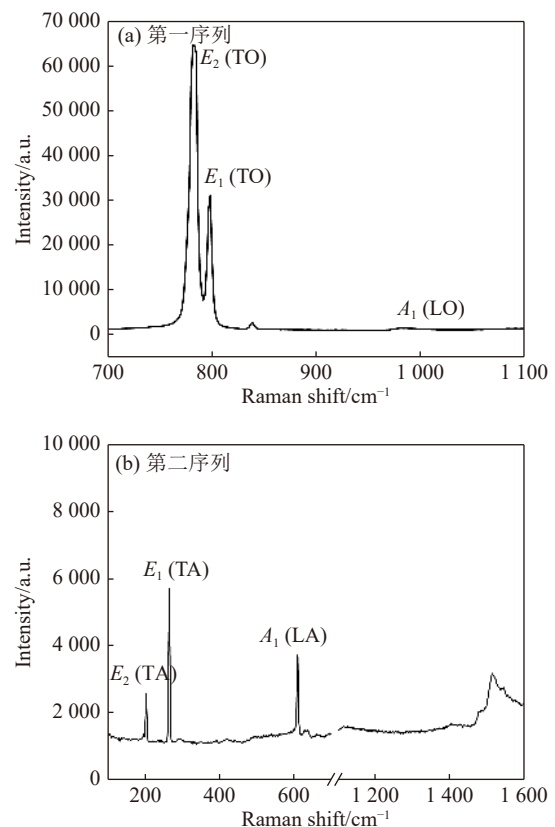 70 000
(a) 第一序列
60 000
E₂ (TO)
50 000
40 000
E₁ (TO)
30 000
20 000
10 000
A₁ (LO)
0
Intensity/a.u.
700 800 900 1 000 1 100
Raman shift/cm⁻¹
10 000
(b) 第二序列
8 000
6 000
E₁ (TA)
4 000
A₁ (LA)
E₂ (TA)
2 000
0
Intensity/a.u.
200 400 600 1 200 1 400 1 600
Raman shift/cm⁻¹